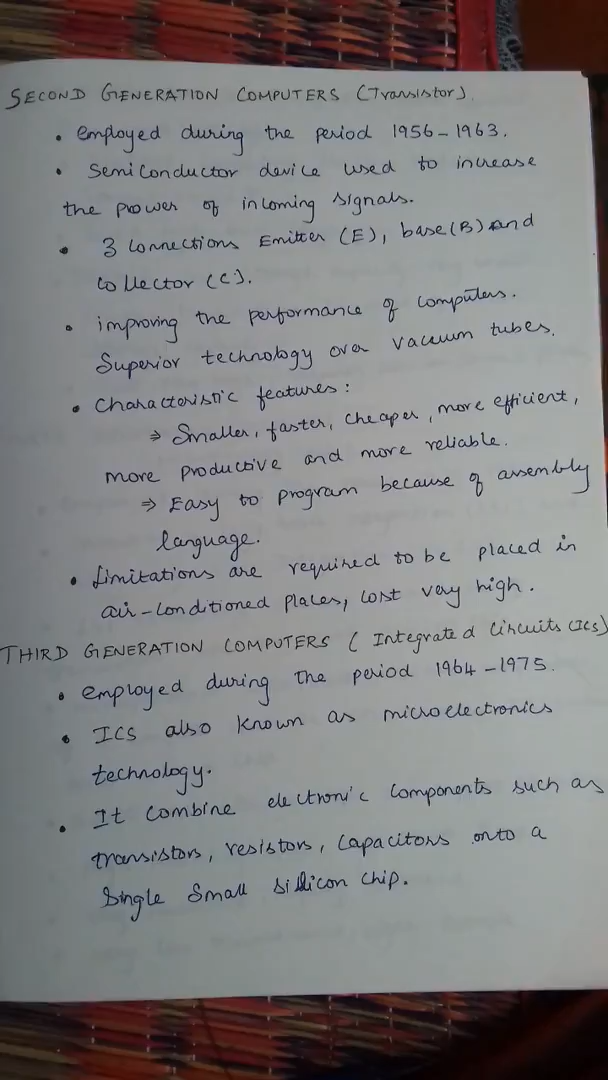 SECOND GENERATION COMPUTERS (Transistor).
• employed during the period 1956-1963.
• Semiconductor device used to increase
the power of incoming signals.
• 3 connections Emitter (E), base (B) and
collector (C).
• improving the performance of computers.
Superior technology over vacuum tubes.
• Characteristic features:
⇒ Smaller, faster, cheaper, more efficient,
more productive and more reliable.
⇒ Easy to program because of assembly
language.
• limitations are required to be placed in
air-conditioned places, cost very high.
THIRD GENERATION COMPUTERS (Integrated Circuits (ICs)
• employed during the period 1964-1975.
• ICS also known as microelectronics
technology.
• It combine electronic components such as
transistors, resistors, capacitors onto a
single small silicon chip.